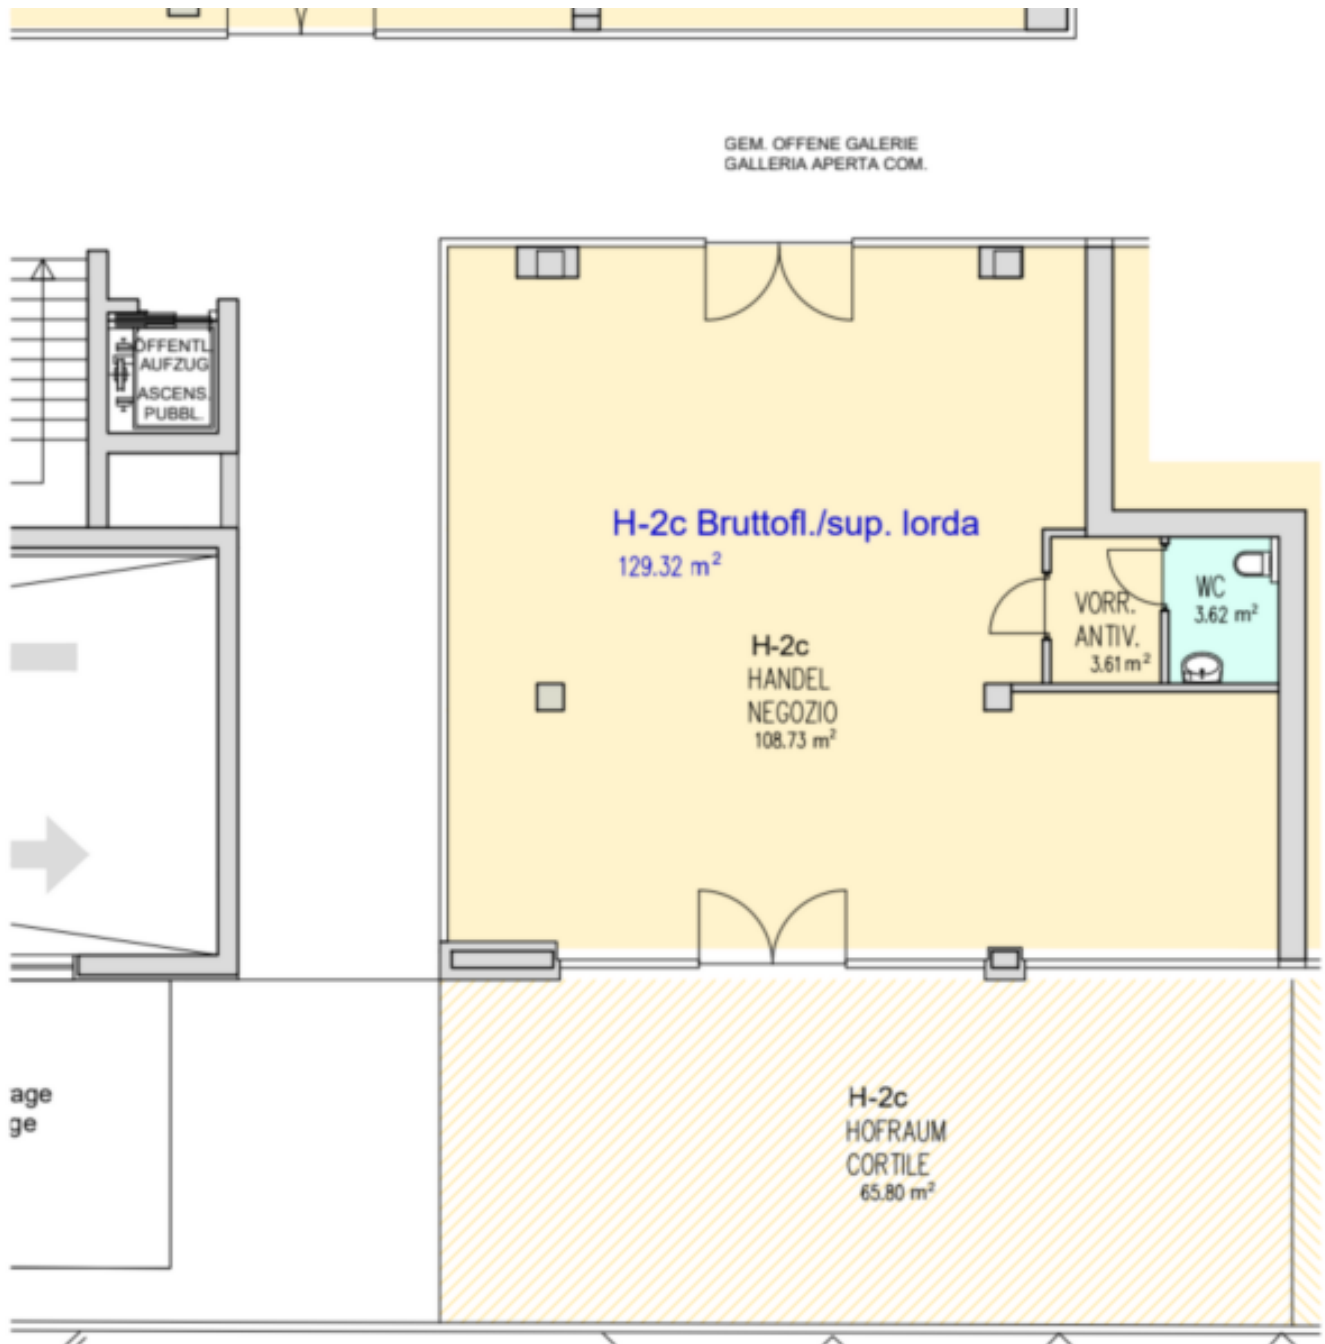 GEM. OFFENE GALERIE
GALLERIA APERTA COM.
ÖFFENTL.
AUFZUG
ASCENS.
PUBBL.
H-2c Bruttofl./sup. lorda
129.32 m²
WC
3.62 m²
VORR.
ANTIV.
3.61 m²
H-2c
HANDEL
NEGOZIO
108.73 m²
age
ge
H-2c
HOFRAUM
CORTILE
65.80 m²